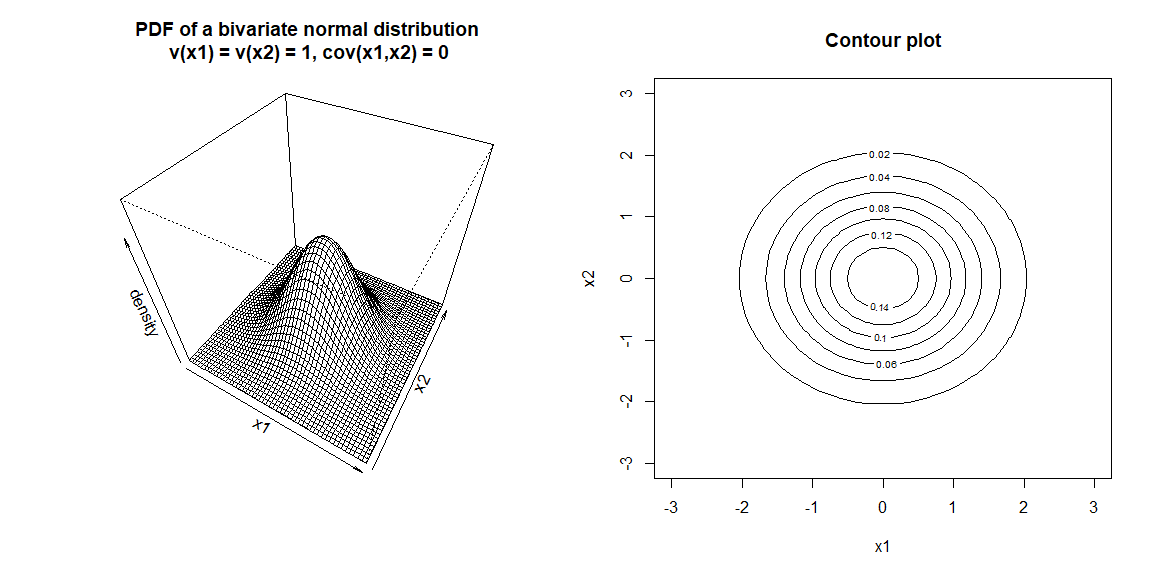 PDF of a bivariate normal distribution
v(x1) = v(x2) = 1, cov(x1,x2) = 0
density
x1
x2
Contour plot
3
2
1
0
-1
-2
-3
x2
0.02
0.04
0.08
0.12
0.14
0.1
0.06
-3 -2 -1 0 1 2 3
x1